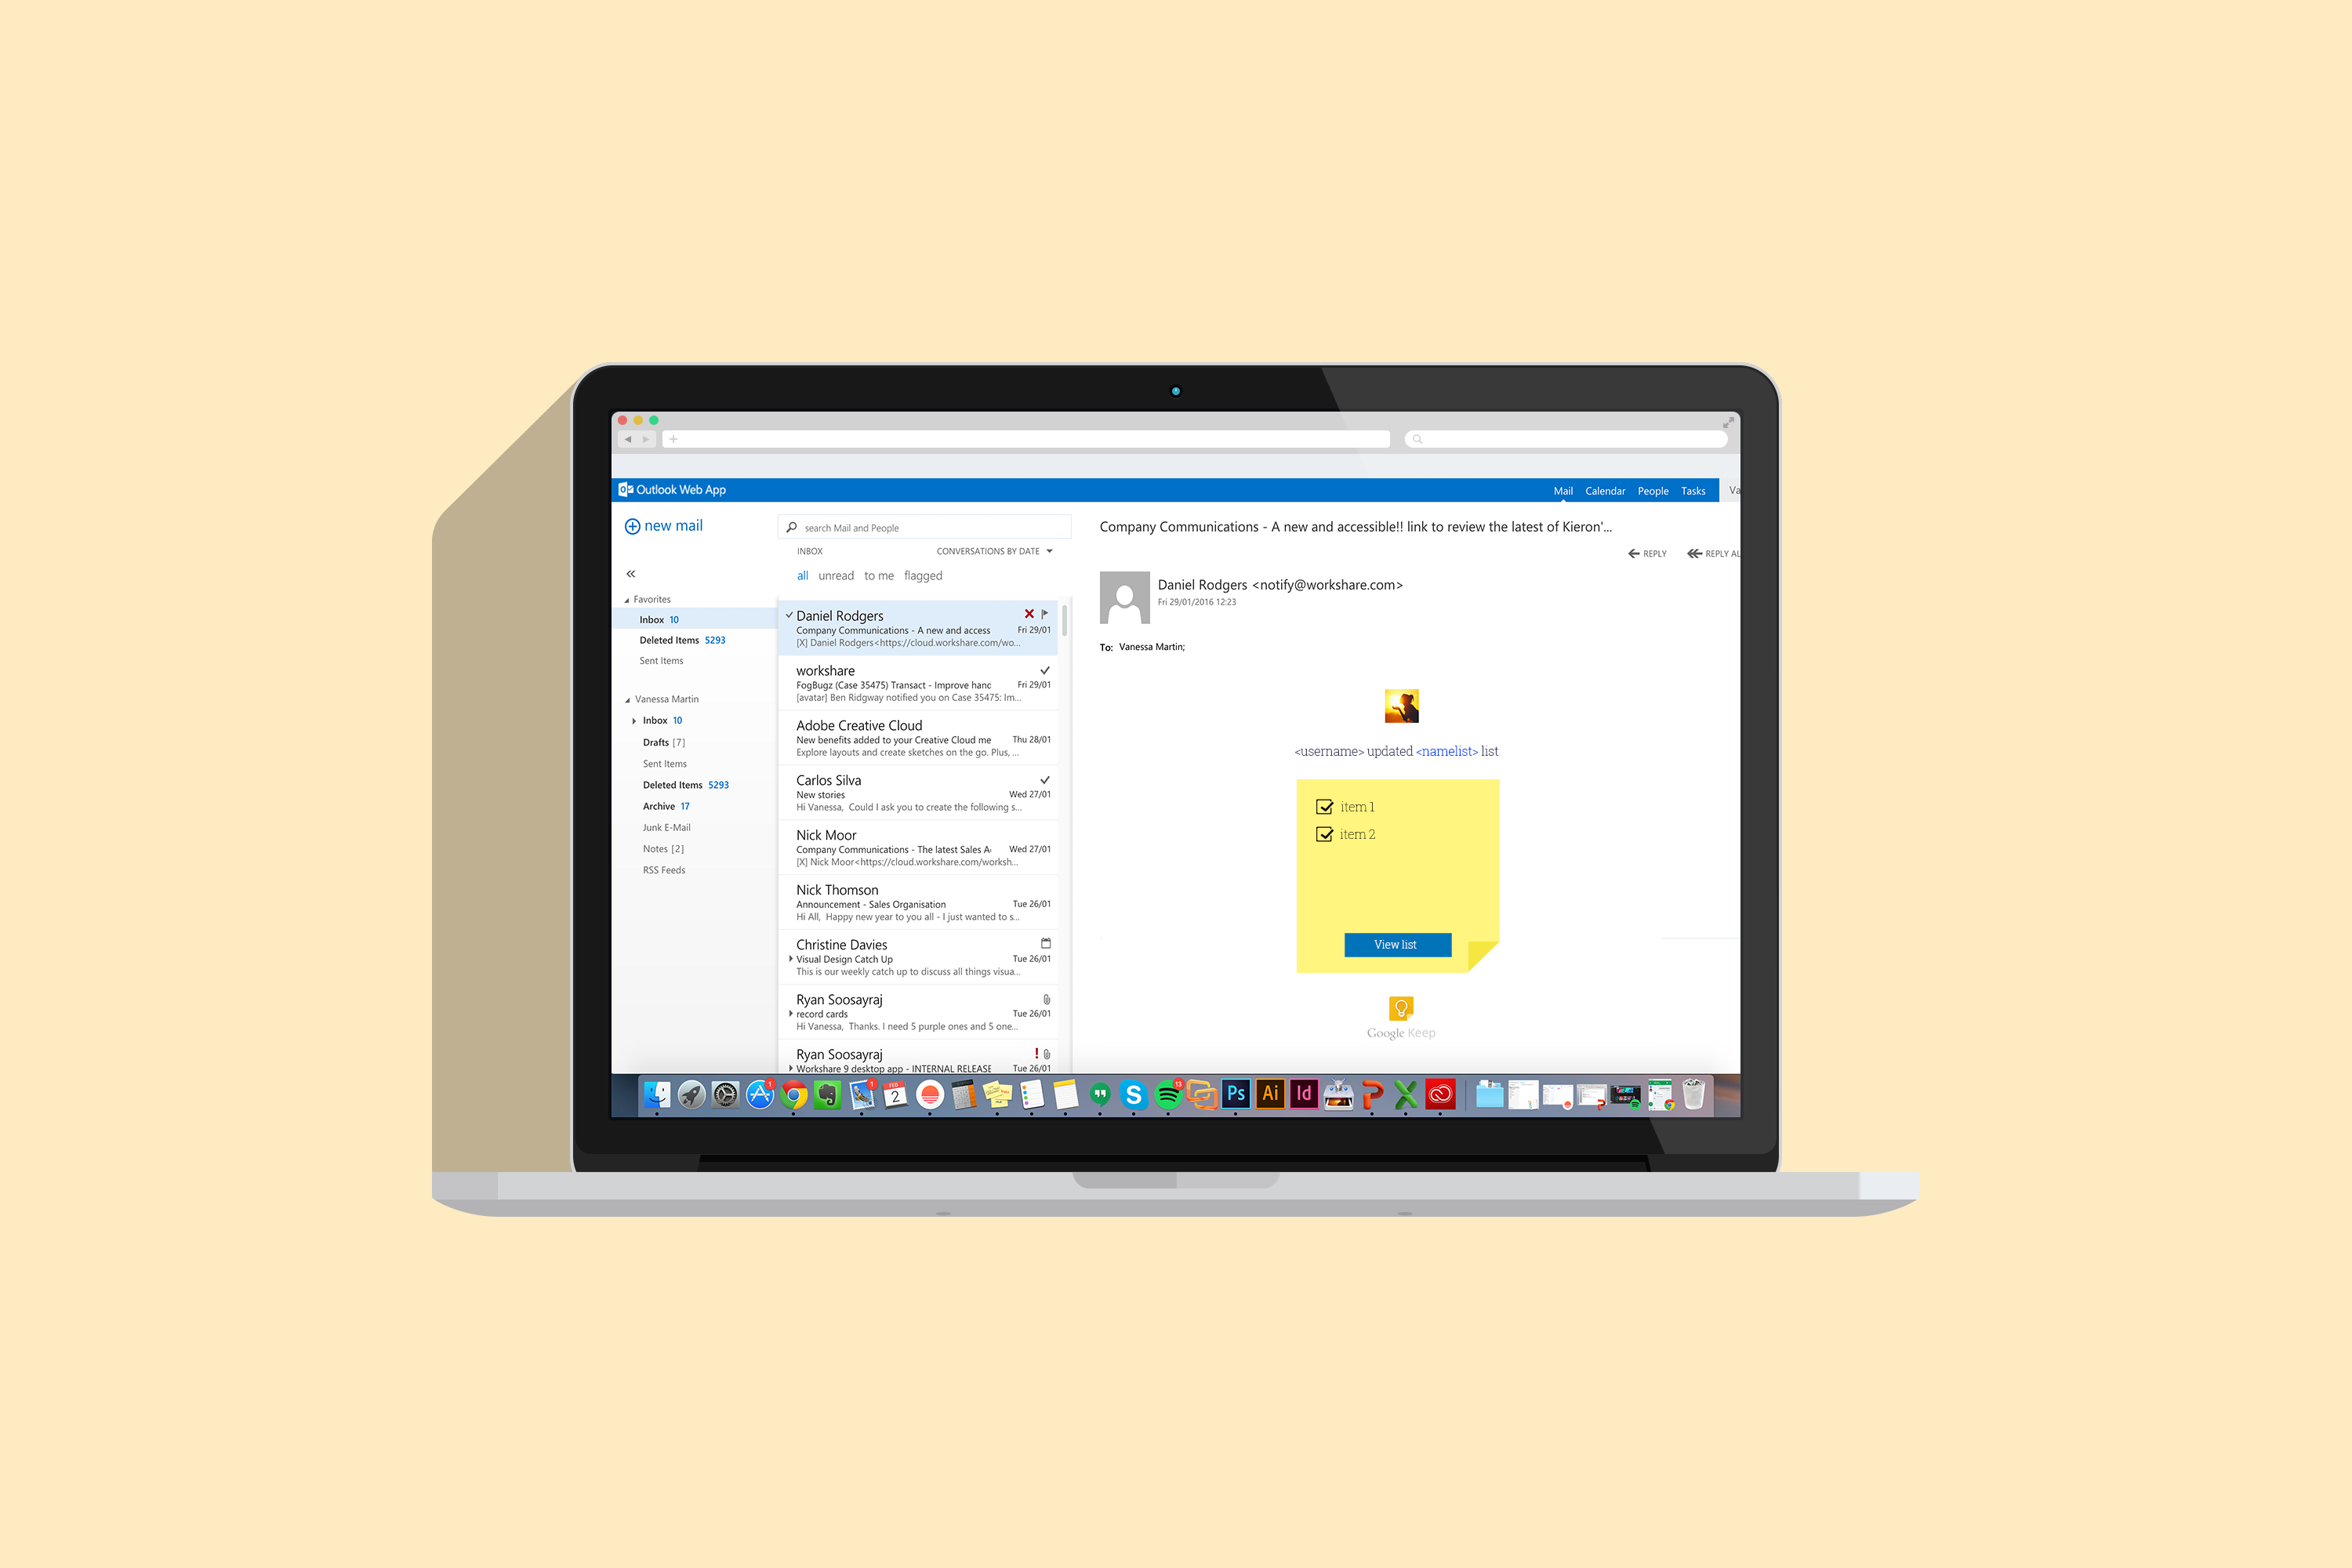 Outlook Web App
Mail Calendar People Tasks Va
new mail
«
Favorites
Inbox 10
Deleted Items 5293
Sent Items
Vanessa Martin
Inbox 10
Drafts [7]
Sent Items
Deleted Items 5293
Archive 17
Junk E-Mail
Notes [2]
RSS Feeds
search Mail and People
INBOX CONVERSATIONS BY DATE
all unread to me flagged
Daniel Rodgers
Company Communications - A new and access Fri 29/01
[X] Daniel Rodgers<https://cloud.workshare.com/wo...
workshare
FogBugz (Case 35475) Transact - Improve hanc Fri 29/01
[avatar] Ben Ridgway notified you on Case 35475: Im...
Adobe Creative Cloud
New benefits added to your Creative Cloud me Thu 28/01
Explore layouts and create sketches on the go. Plus, ...
Carlos Silva
New stories Wed 27/01
Hi Vanessa, Could I ask you to create the following s...
Nick Moor
Company Communications - The latest Sales A Wed 27/01
[X] Nick Moor<https://cloud.workshare.com/worksh...
Nick Thomson
Announcement - Sales Organisation Tue 26/01
Hi All, Happy new year to you all - I just wanted to s...
Christine Davies
Visual Design Catch Up Tue 26/01
This is our weekly catch up to discuss all things visua...
Ryan Soosayraj
record cards Tue 26/01
Hi Vanessa, Thanks. I need 5 purple ones and 5 one...
Ryan Soosayraj
Workshare 9 desktop app - INTERNAL RELEASE Tue 26/01
Company Communications - A new and accessible!! link to review the latest of Kieron'...
REPLY REPLY AL
Daniel Rodgers <notify@workshare.com>
Fri 29/01/2016 12:23
To: Vanessa Martin;
<username> updated <namelist> list
item 1
item 2
View list
Google Keep
1 1 FEB 2 13 Ps Ai Id